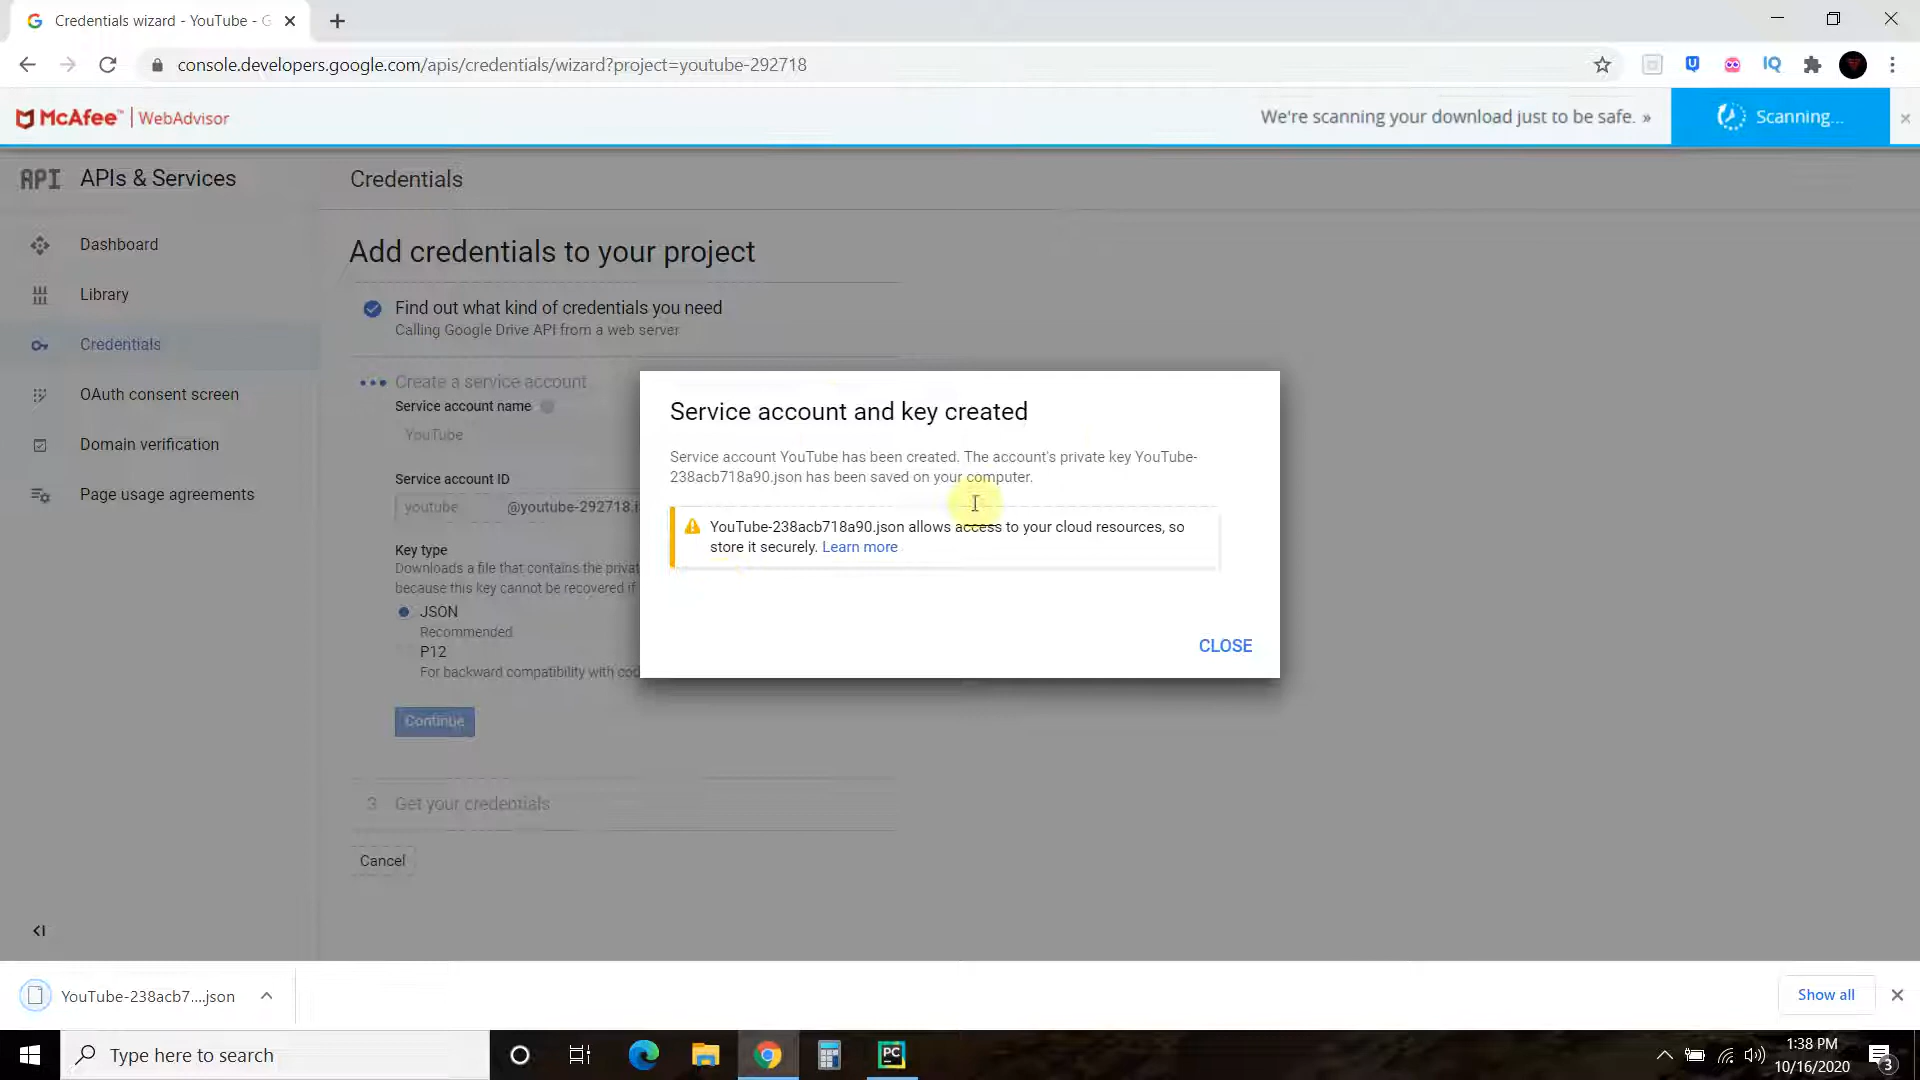 Credentials wizard - YouTube - G
console.developers.google.com/apis/credentials/wizard?project=youtube-292718
IQ
McAfee™ | WebAdvisor
We're scanning your download just to be safe. »
Scanning...
API APIs & Services
Credentials
Dashboard
Library
Credentials
OAuth consent screen
Domain verification
Page usage agreements
Add credentials to your project
Find out what kind of credentials you need
Calling Google Drive API from a web server
Create a service account
Service account name
YouTube
Service account ID
youtube @youtube-292718.i
Key type
Downloads a file that contains the privat
because this key cannot be recovered if
JSON
Recommended
P12
For backward compatibility with cod
Continue
3 Get your credentials
Cancel
Service account and key created
Service account YouTube has been created. The account's private key YouTube-
238acb718a90.json has been saved on your computer.
YouTube-238acb718a90.json allows access to your cloud resources, so
store it securely. Learn more
CLOSE
YouTube-238acb7....json
Show all
Type here to search
PC
1:38 PM
10/16/2020
3